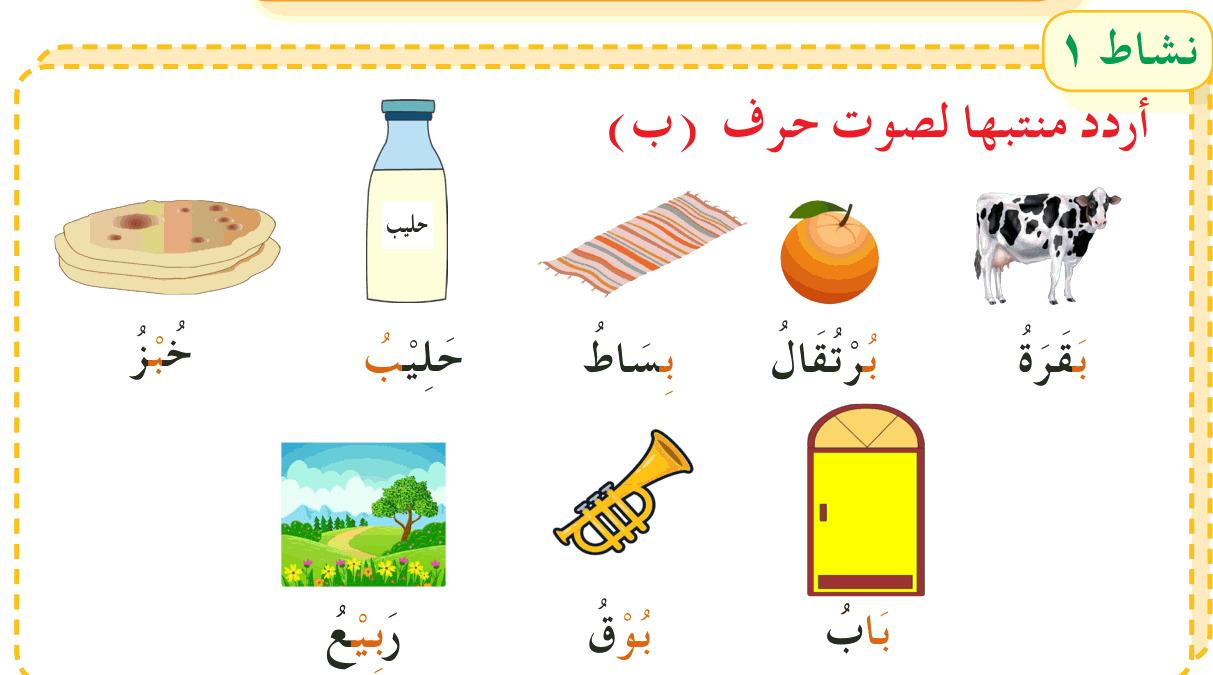 نشاط ١
أردد منتبها لصوت حرف (ب)
حليب
بَقَرَةُ بُرْتُقَالُ بِسَاطُ حَلِيْبُ خُبْزُ
بَابُ بُوْقُ رَبِيْعُ